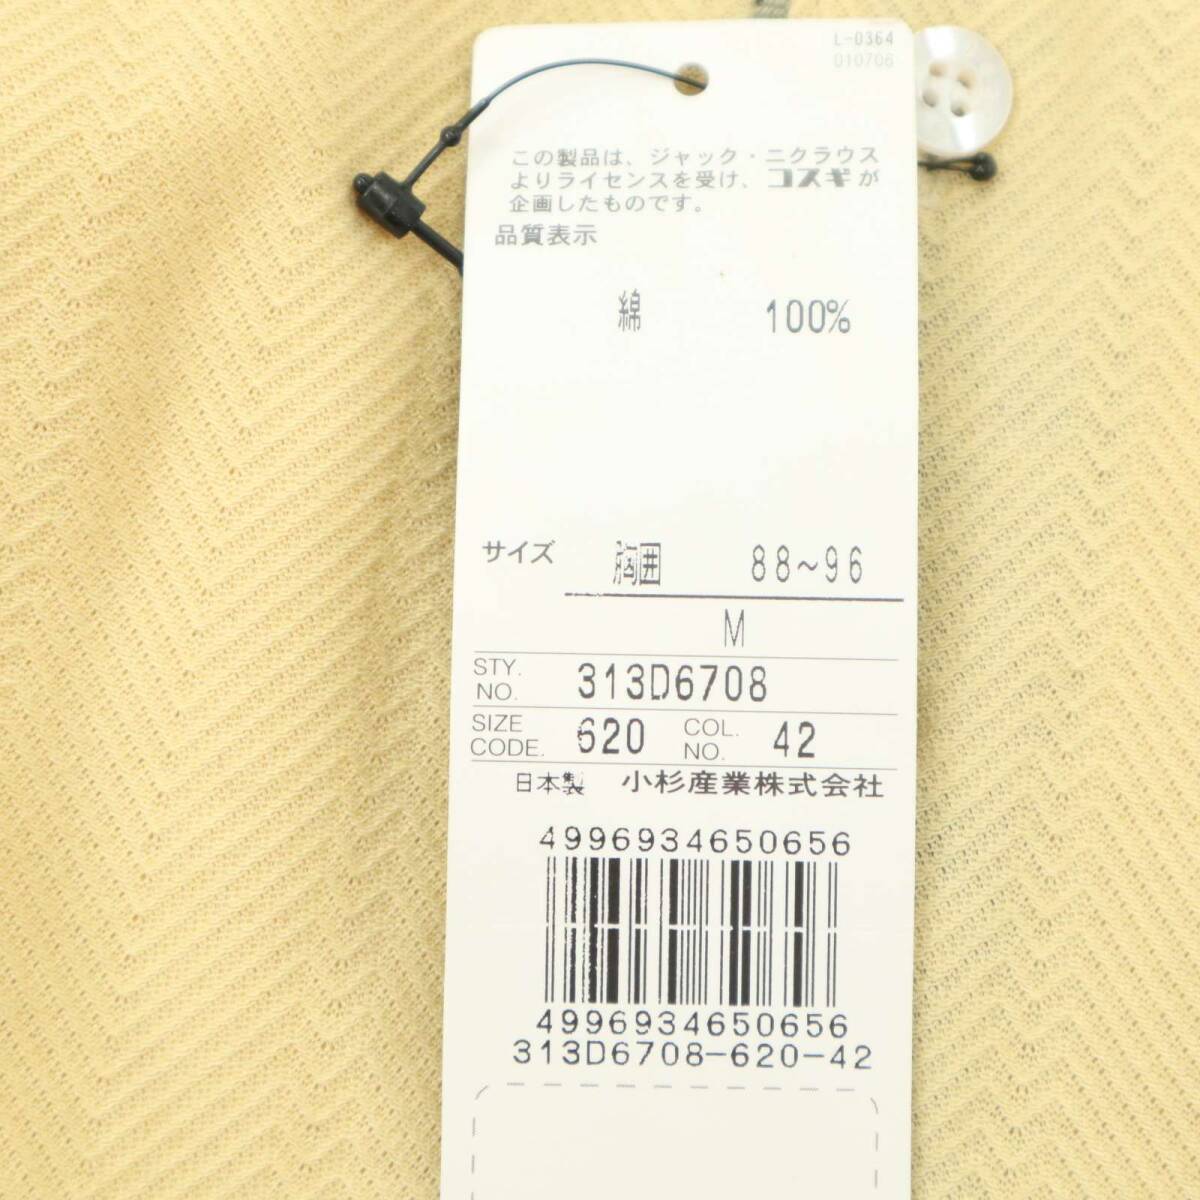 L-0364
010706
この製品は、ジャック・ニクラウス
よりライセンスを受け、コスギが
企画したものです。
品質表示
綿 100%
サイズ 胸囲 88~96
M
STY. NO. 313D6708
SIZE CODE. 620 COL. NO. 42
日本製 小杉産業株式会社
4996934650656
4996934650656
313D6708-620-42